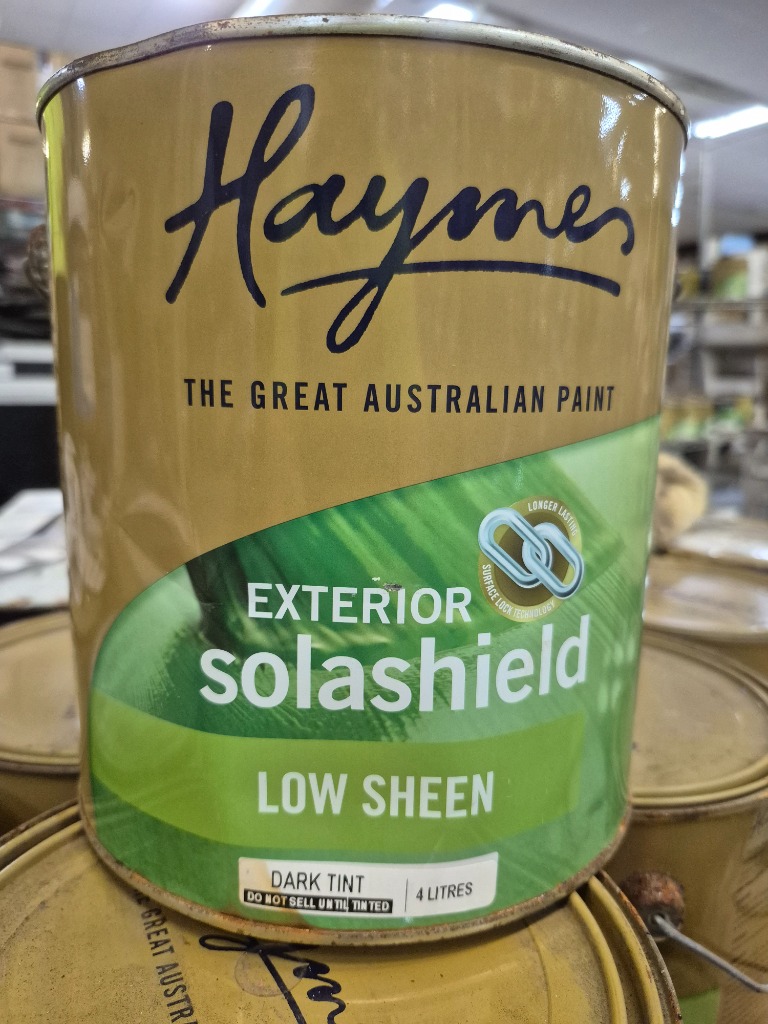 Haymes
THE GREAT AUSTRALIAN PAINT
LONGER LASTING
SURFACE LOCK TECHNOLOGY
EXTERIOR
solashield
LOW SHEEN
DARK TINT
DO NOT SELL UNTIL TINTED
4 LITRES
GREAT AUSTR